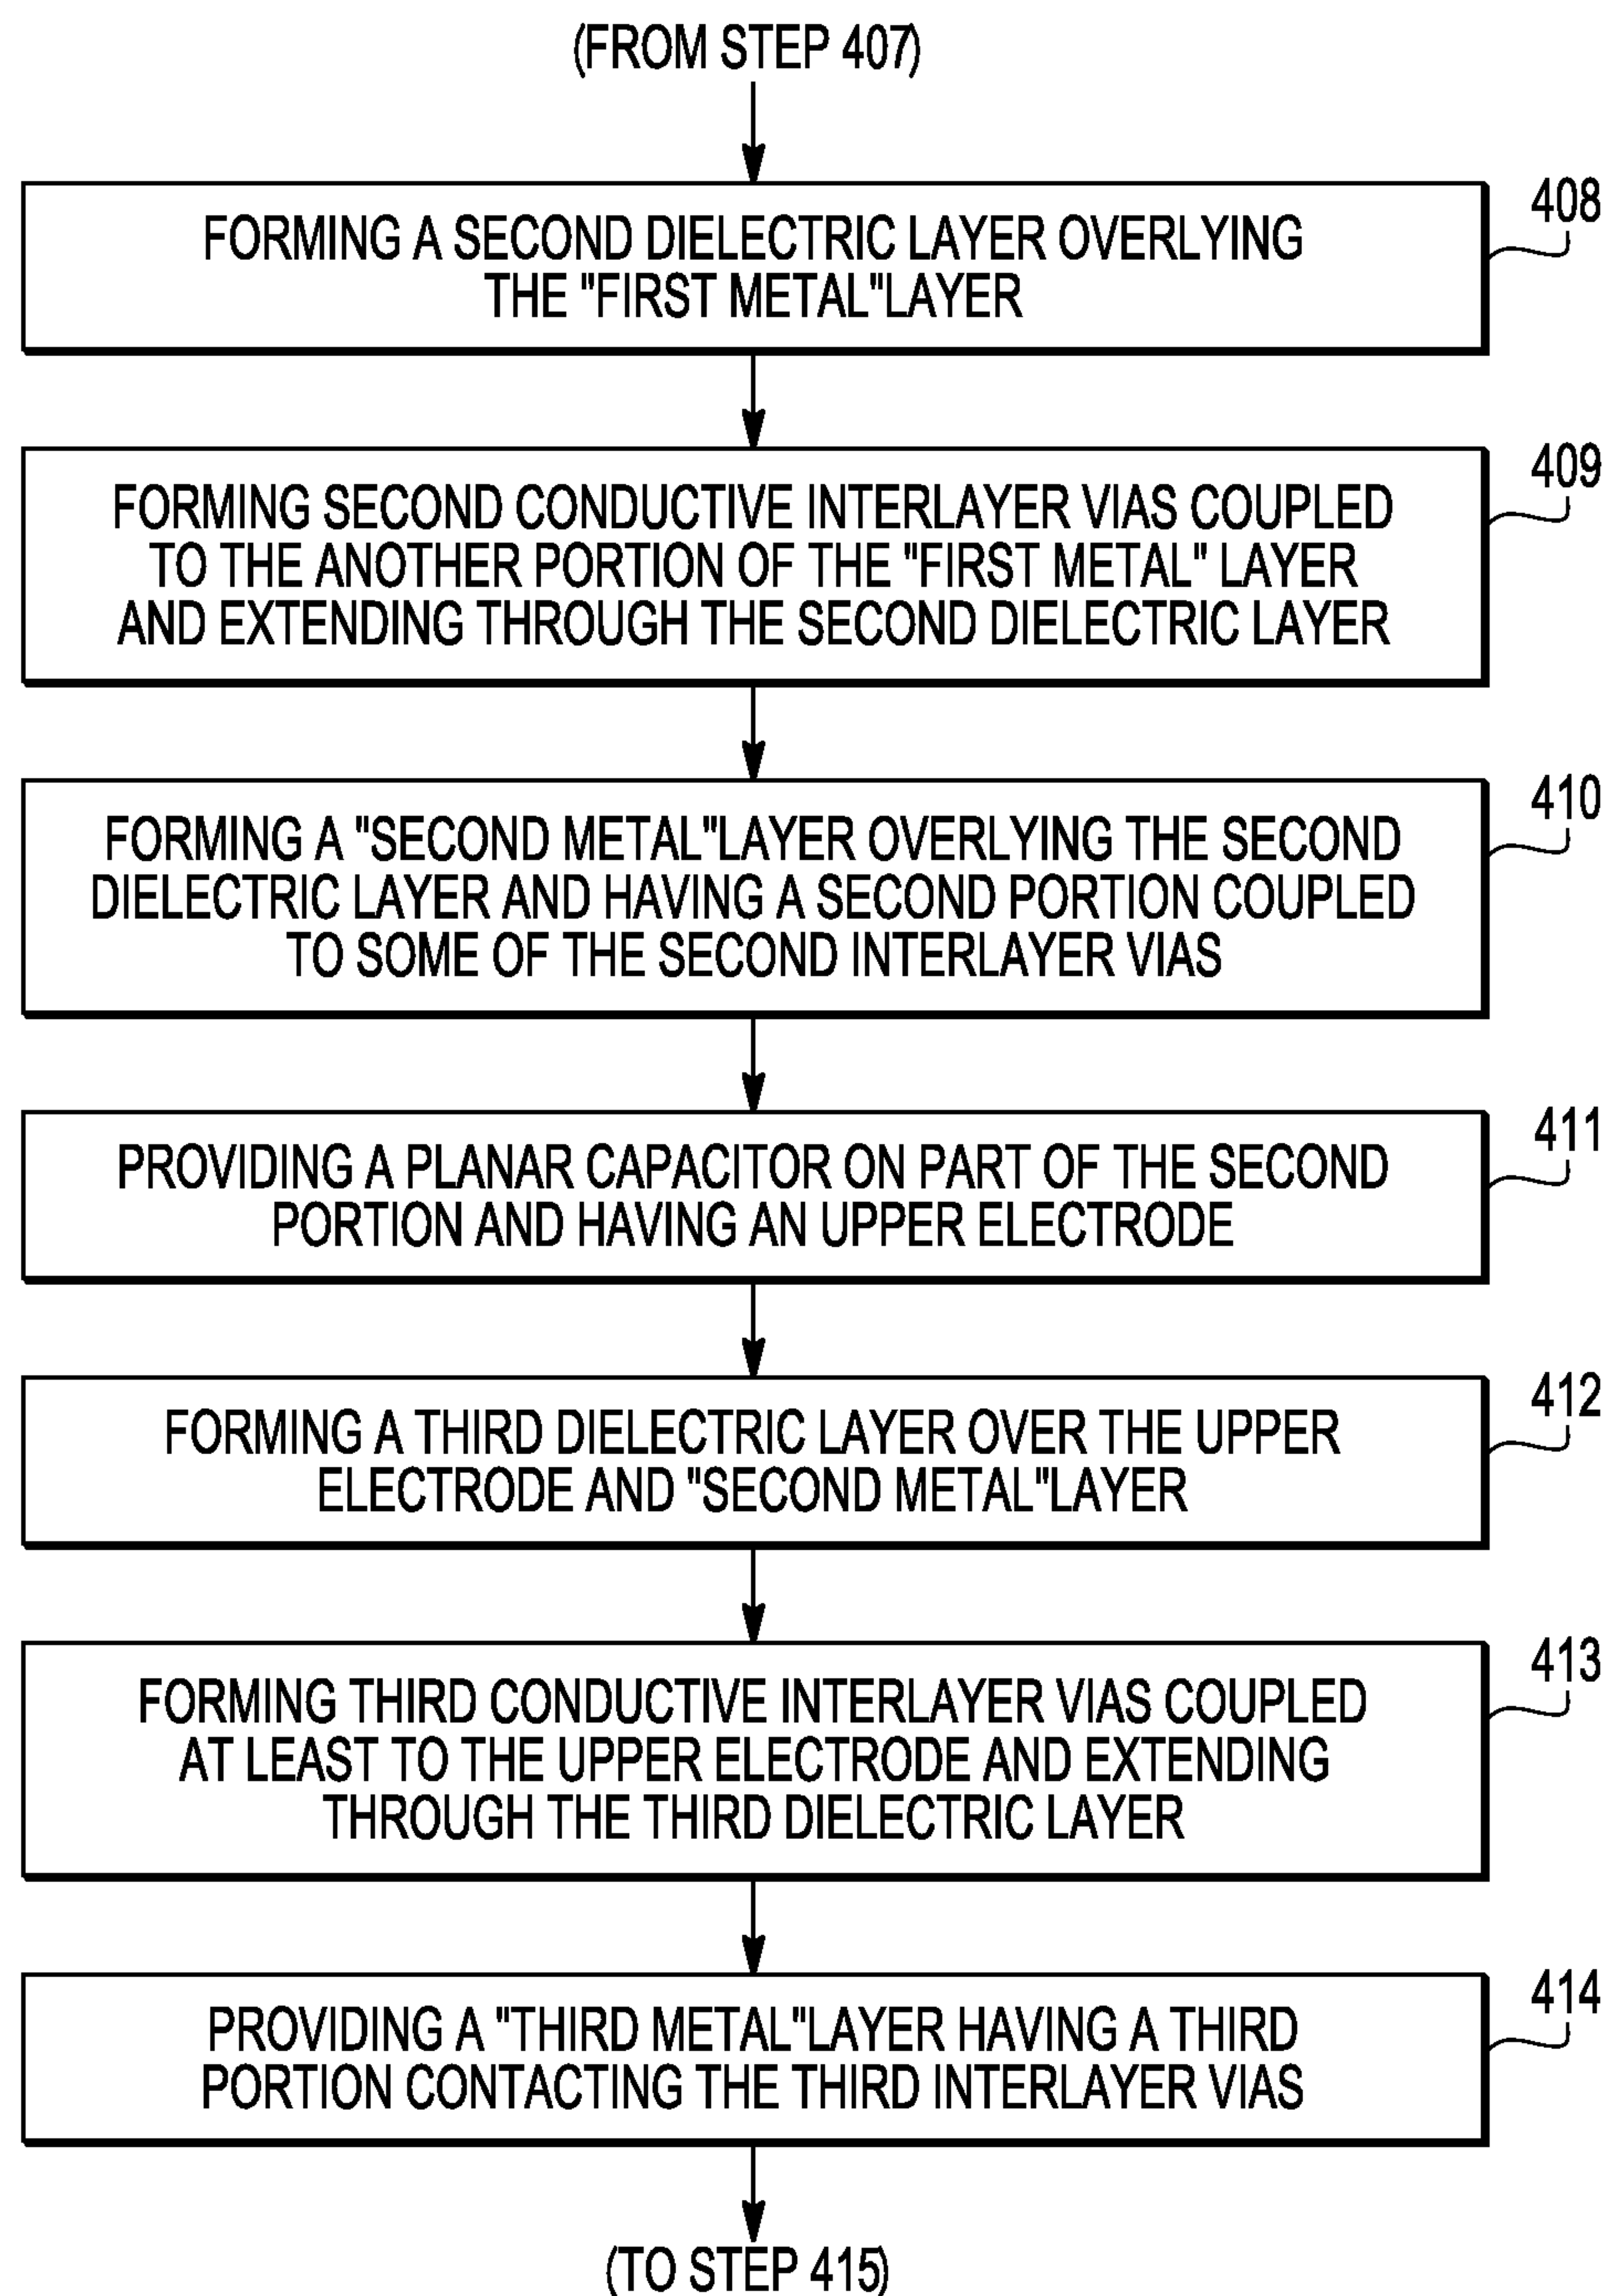 (FROM STEP 407)
408
FORMING A SECOND DIELECTRIC LAYER OVERLYING
THE "FIRST METAL"LAYER
409
FORMING SECOND CONDUCTIVE INTERLAYER VIAS COUPLED
TO THE ANOTHER PORTION OF THE "FIRST METAL" LAYER
AND EXTENDING THROUGH THE SECOND DIELECTRIC LAYER
410
FORMING A "SECOND METAL"LAYER OVERLYING THE SECOND
DIELECTRIC LAYER AND HAVING A SECOND PORTION COUPLED
TO SOME OF THE SECOND INTERLAYER VIAS
411
PROVIDING A PLANAR CAPACITOR ON PART OF THE SECOND
PORTION AND HAVING AN UPPER ELECTRODE
412
FORMING A THIRD DIELECTRIC LAYER OVER THE UPPER
ELECTRODE AND "SECOND METAL"LAYER
413
FORMING THIRD CONDUCTIVE INTERLAYER VIAS COUPLED
AT LEAST TO THE UPPER ELECTRODE AND EXTENDING
THROUGH THE THIRD DIELECTRIC LAYER
414
PROVIDING A "THIRD METAL"LAYER HAVING A THIRD
PORTION CONTACTING THE THIRD INTERLAYER VIAS
(TO STEP 415)